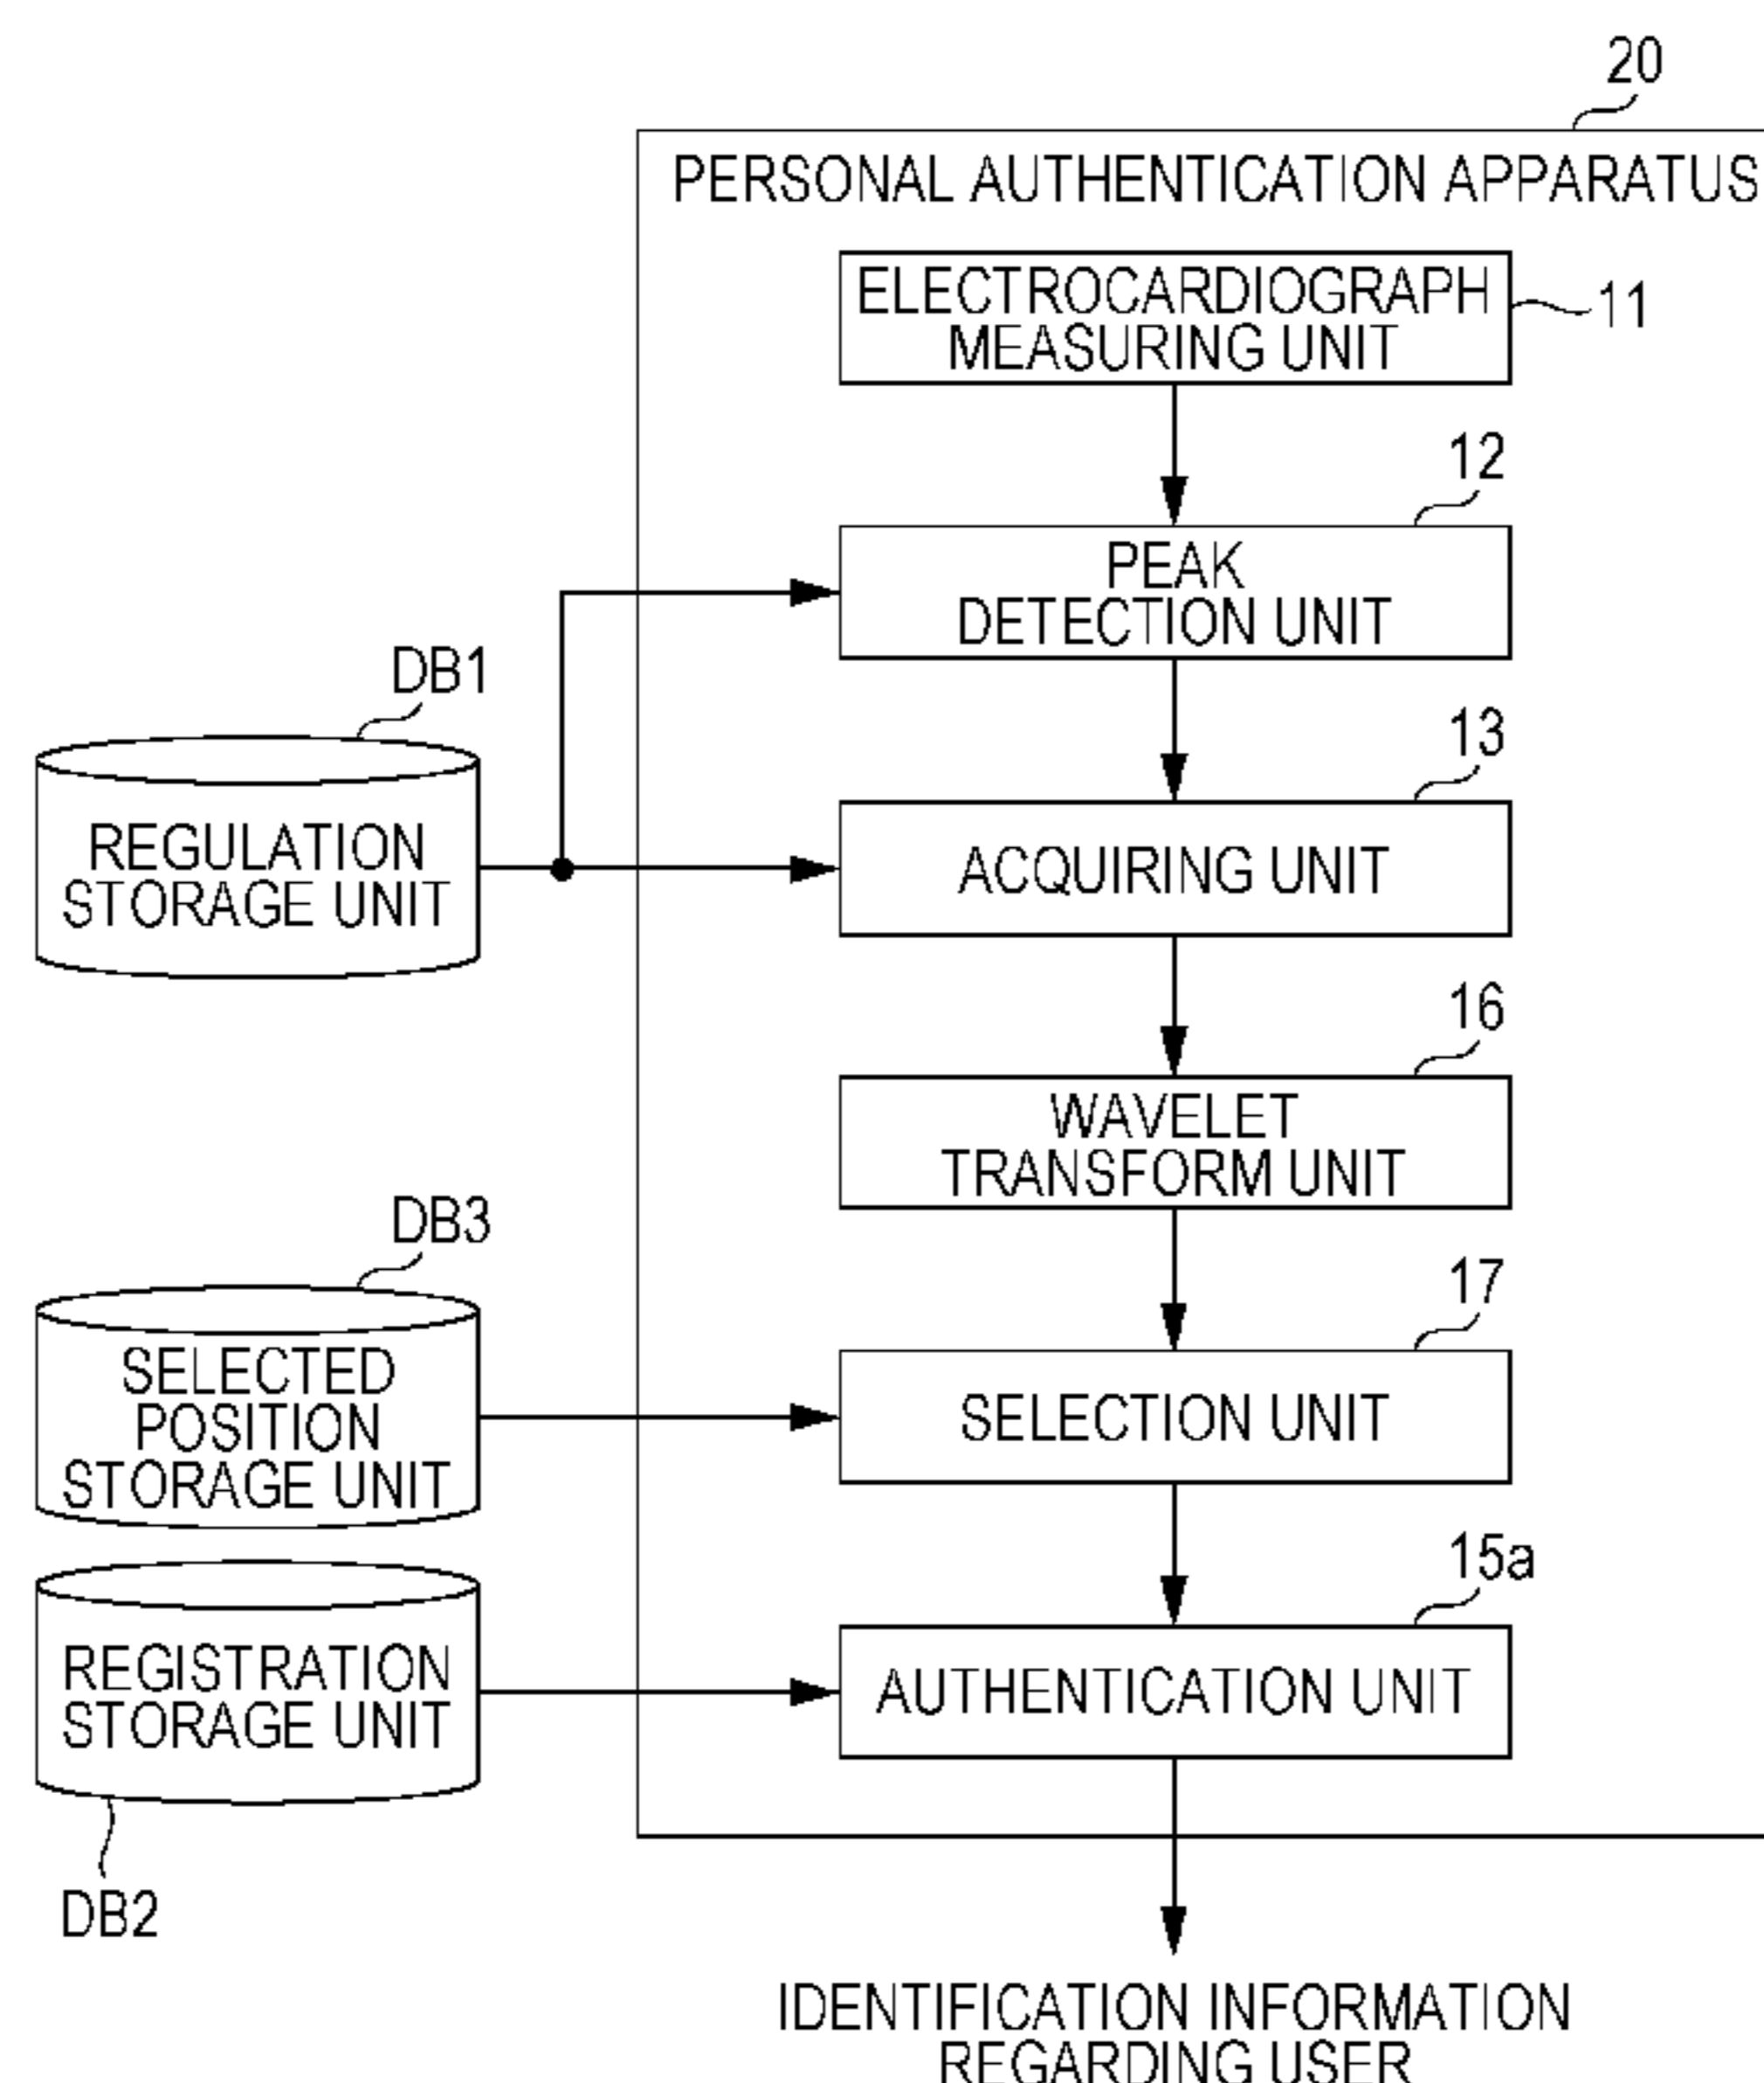 20
PERSONAL AUTHENTICATION APPARATUS
ELECTROCARDIOGRAPH
MEASURING UNIT
11
12
PEAK
DETECTION UNIT
DB1
REGULATION
STORAGE UNIT
13
ACQUIRING UNIT
16
WAVELET
TRANSFORM UNIT
DB3
SELECTED
POSITION
STORAGE UNIT
17
SELECTION UNIT
REGISTRATION
STORAGE UNIT
DB2
15a
AUTHENTICATION UNIT
IDENTIFICATION INFORMATION
REGARDING USER